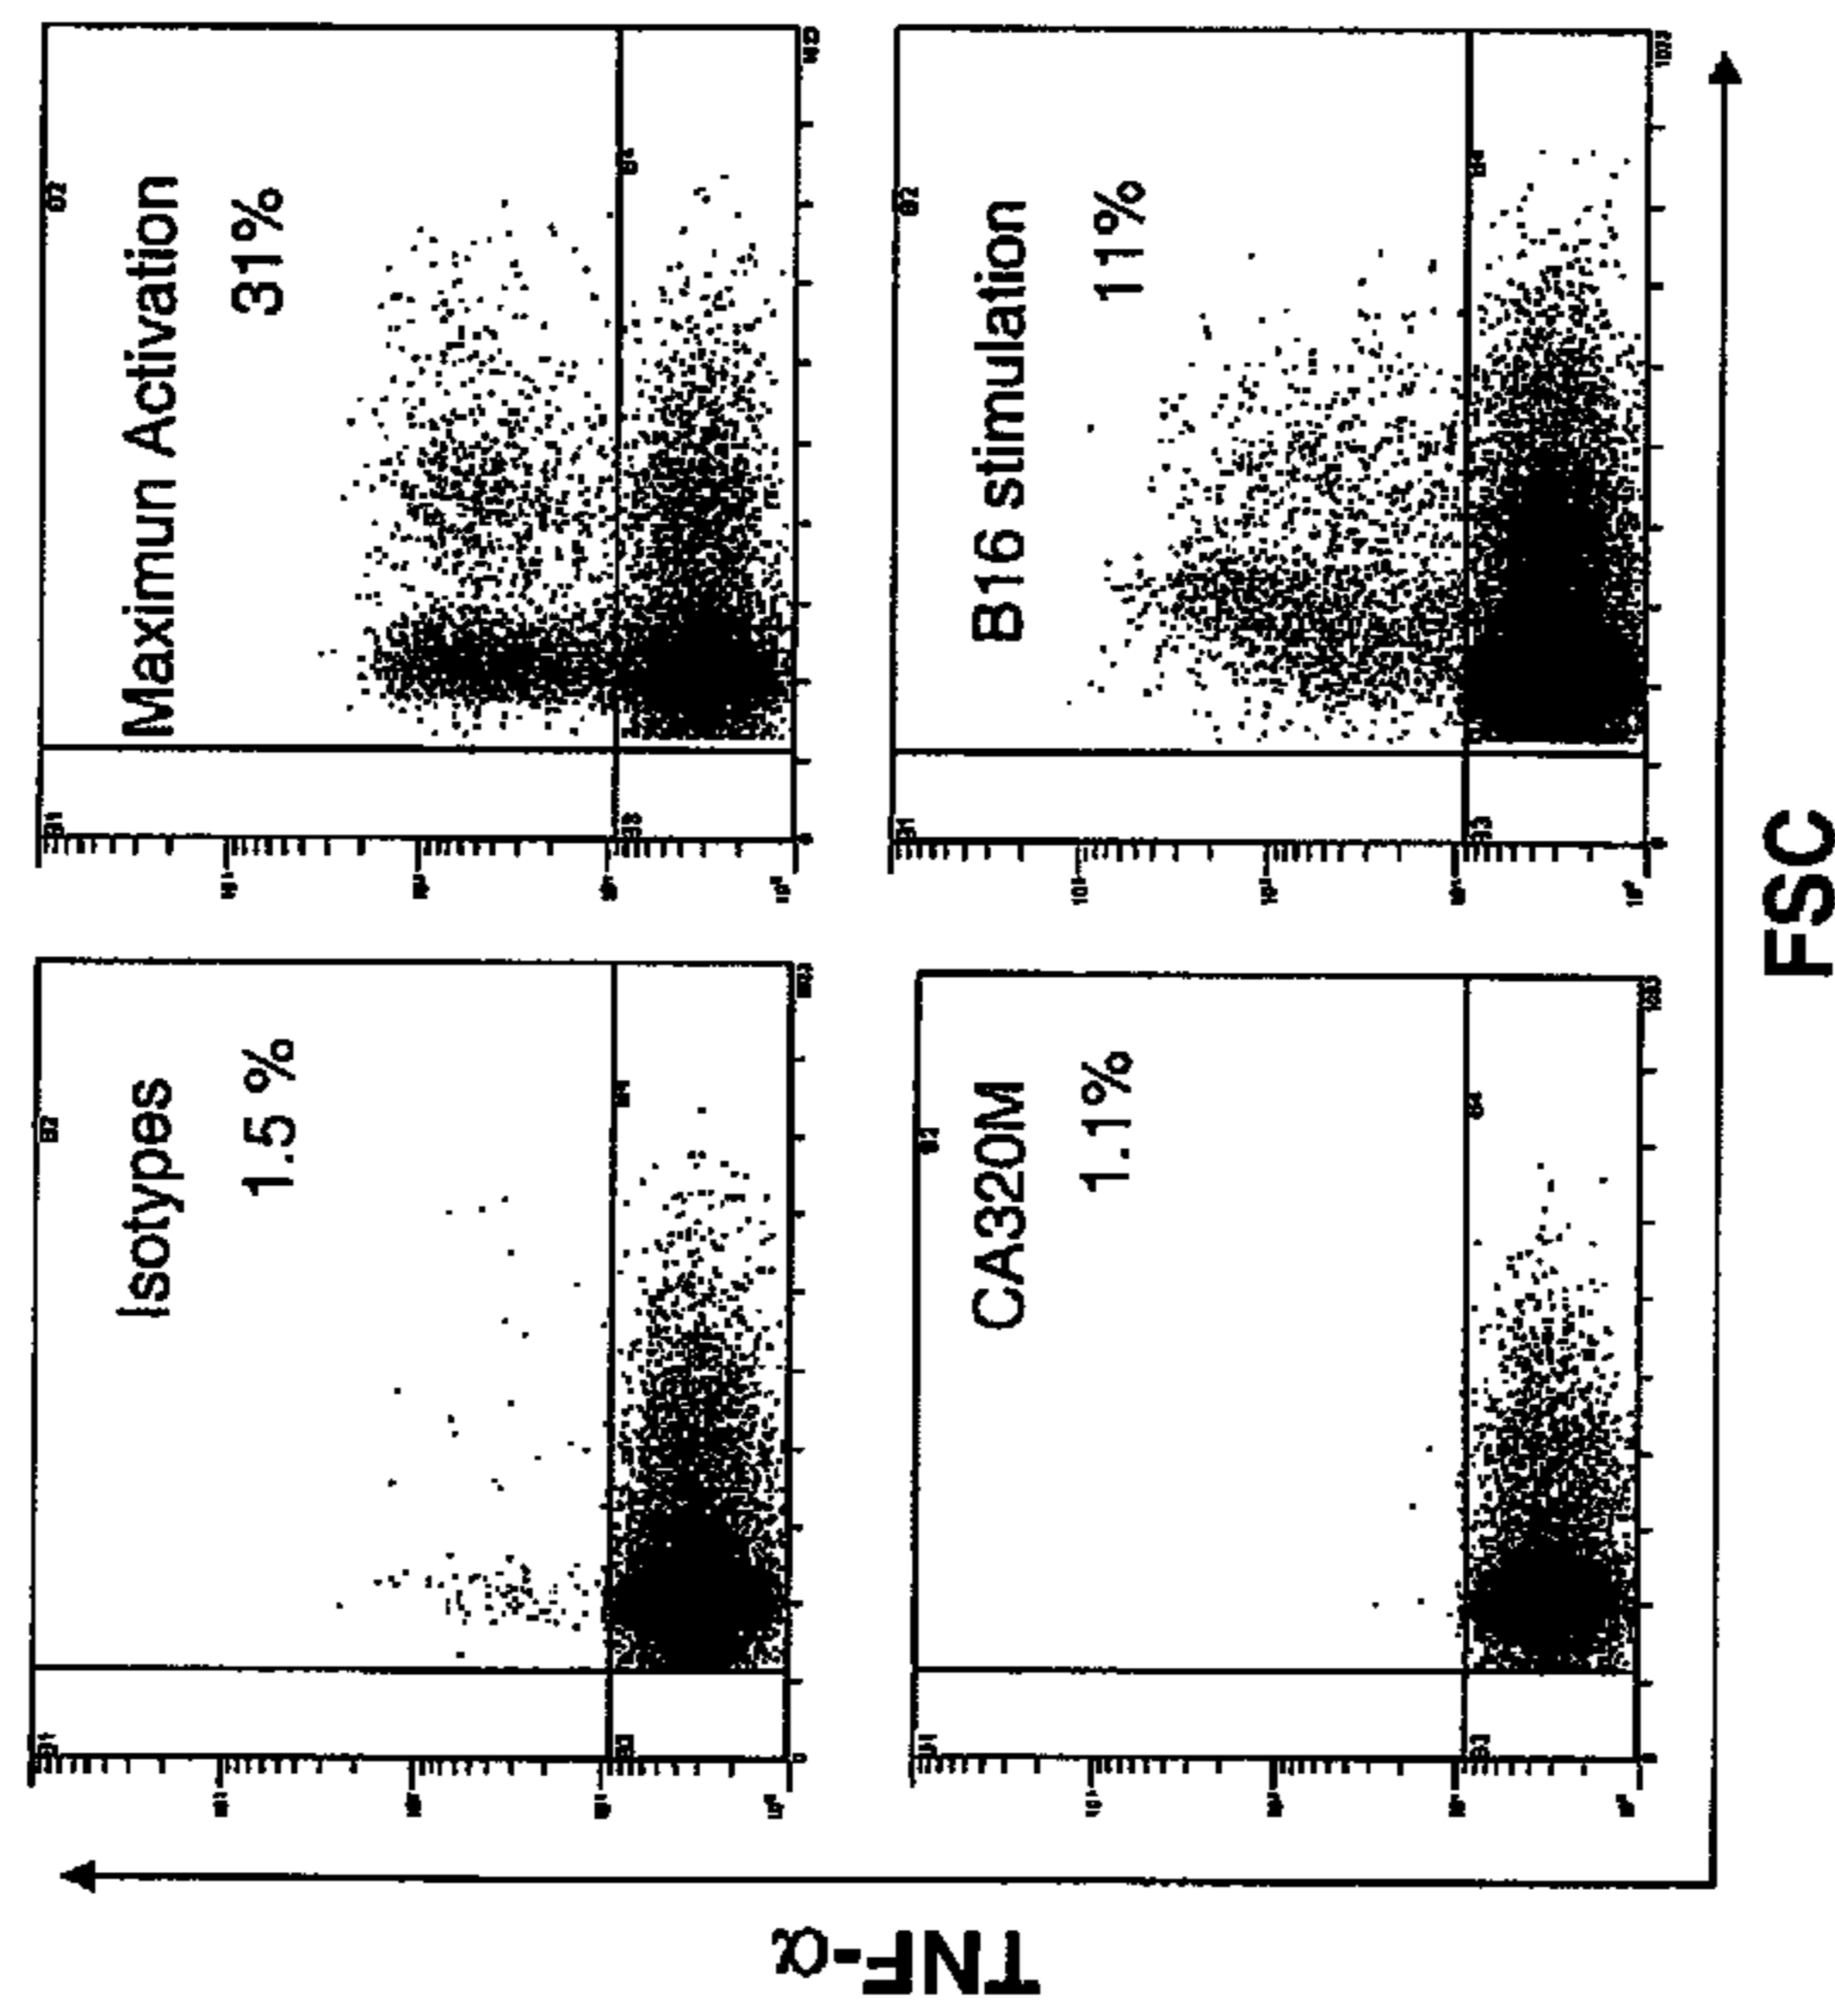 Isotypes
1.5 %
Maximun Activation
31%
CA320M
1.1%
B16 stimulation
11%
TNF-α
FSC